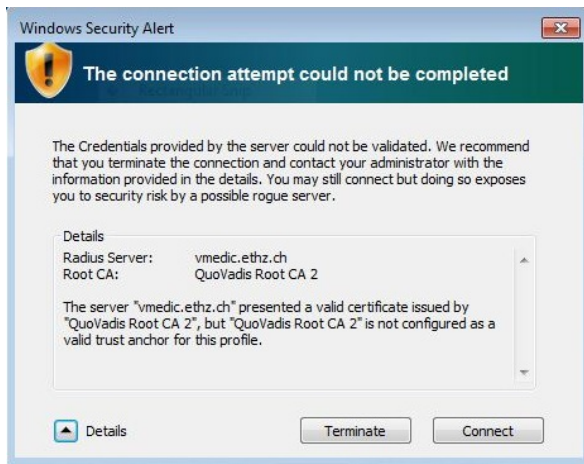 Windows Security Alert
The connection attempt could not be completed
The Credentials provided by the server could not be validated. We recommend
that you terminate the connection and contact your administrator with the
information provided in the details. You may still connect but doing so exposes
you to security risk by a possible rogue server.
Details
Radius Server: vmedic.ethz.ch
Root CA: QuoVadis Root CA 2
The server "vmedic.ethz.ch" presented a valid certificate issued by
"QuoVadis Root CA 2", but "QuoVadis Root CA 2" is not configured as a
valid trust anchor for this profile.
Details
Terminate
Connect